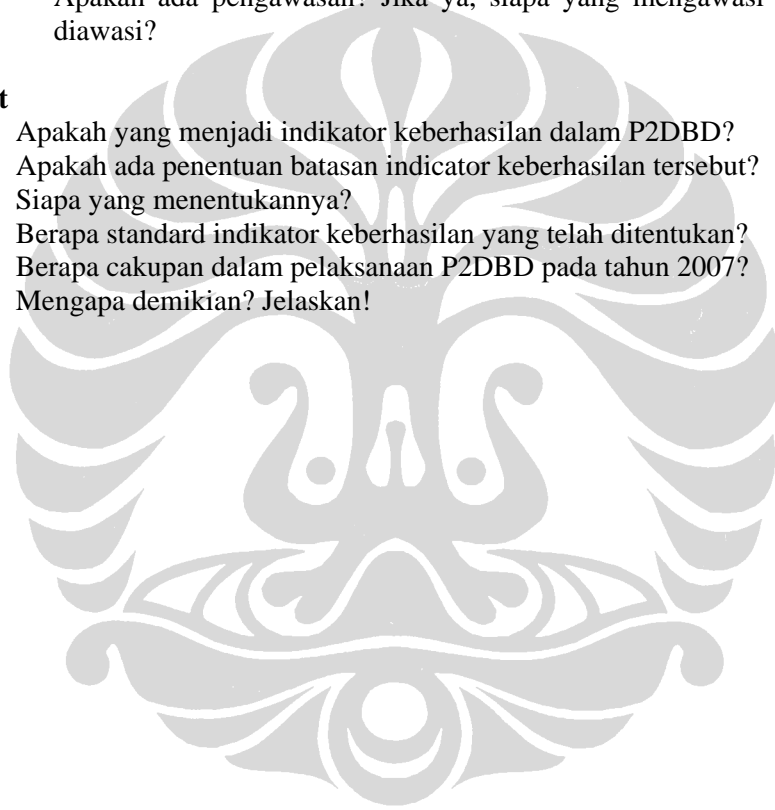 Apakah ada pengawasan? Jika ya, siapa yang mengawasi
diawasi?
t
Apakah yang menjadi indikator keberhasilan dalam P2DBD?
Apakah ada penentuan batasan indicator keberhasilan tersebut?
Siapa yang menentukannya?
Berapa standard indikator keberhasilan yang telah ditentukan?
Berapa cakupan dalam pelaksanaan P2DBD pada tahun 2007?
Mengapa demikian? Jelaskan!